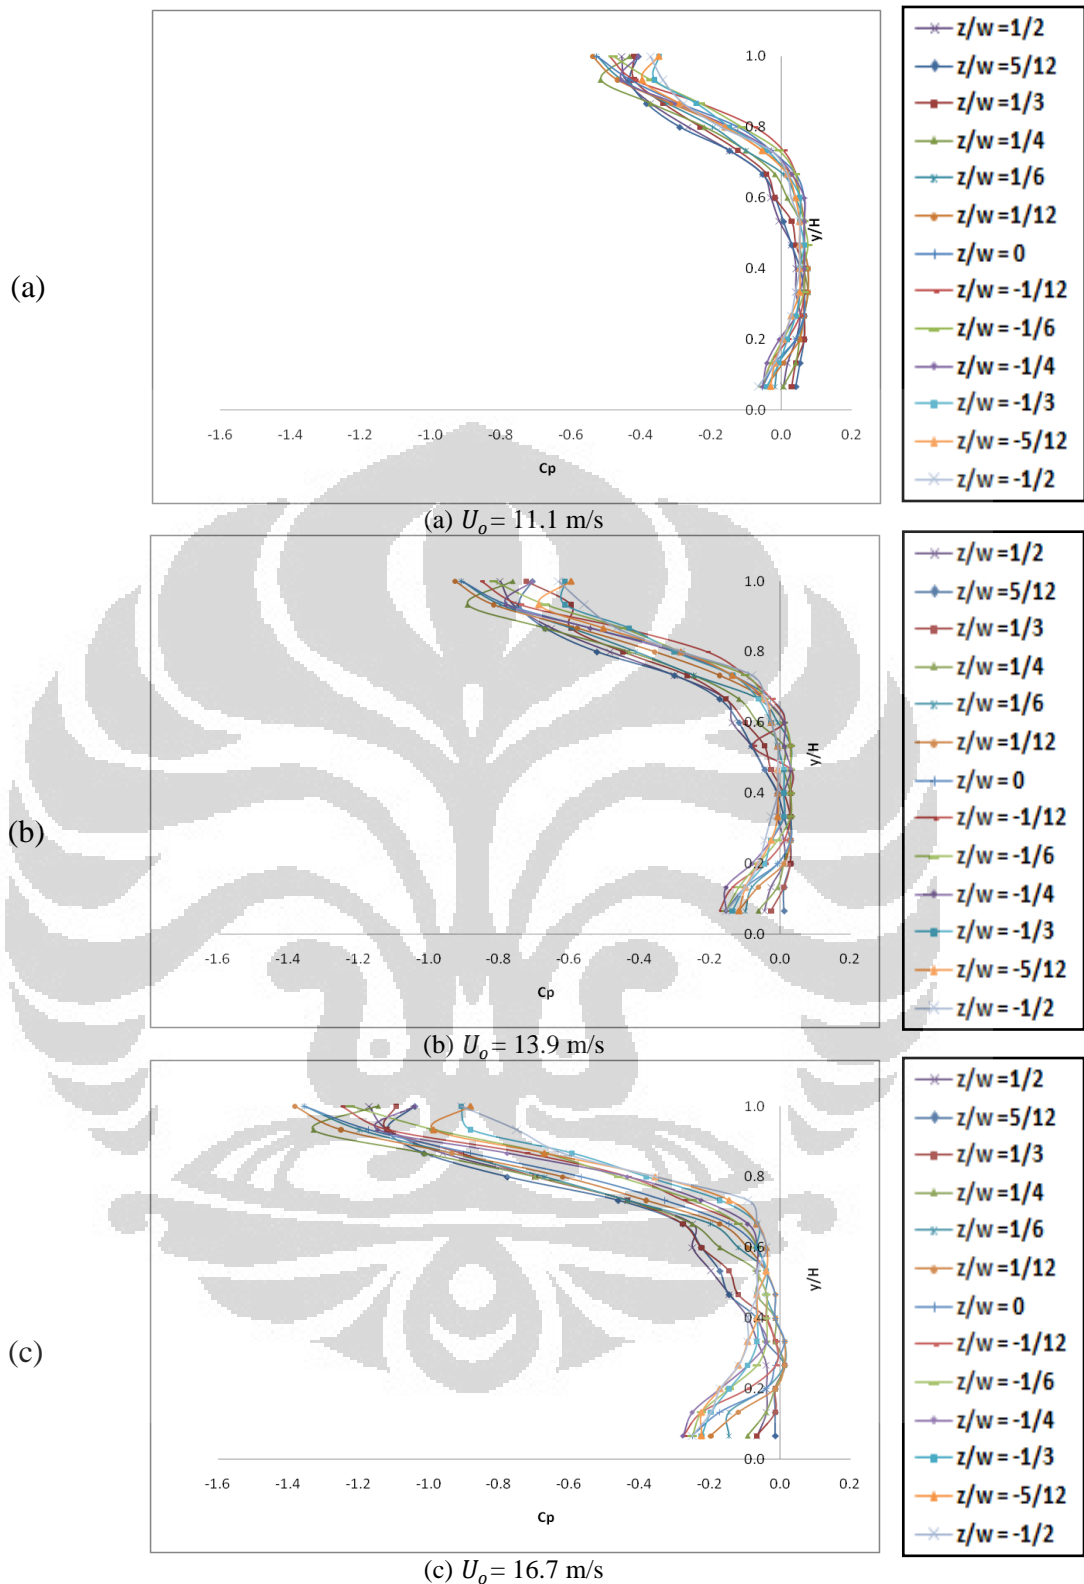 (a)
1.0
0.8
0.6
0.4
0.2
0.0
y/H
-1.6 -1.4 -1.2 -1.0 -0.8 -0.6 -0.4 -0.2 0.0 0.2
Cp
z/w =1/2
z/w =5/12
z/w =1/3
z/w =1/4
z/w =1/6
z/w =1/12
z/w = 0
z/w = -1/12
z/w = -1/6
z/w = -1/4
z/w = -1/3
z/w = -5/12
z/w = -1/2
(a) Uₒ= 11.1 m/s
(b)
1.0
0.8
0.6
0.4
0.2
0.0
y/H
-1.6 -1.4 -1.2 -1.0 -0.8 -0.6 -0.4 -0.2 0.0 0.2
Cp
z/w =1/2
z/w =5/12
z/w =1/3
z/w =1/4
z/w =1/6
z/w =1/12
z/w = 0
z/w = -1/12
z/w = -1/6
z/w = -1/4
z/w = -1/3
z/w = -5/12
z/w = -1/2
(b) Uₒ= 13.9 m/s
(c)
1.0
0.8
0.6
0.4
0.2
0.0
y/H
-1.6 -1.4 -1.2 -1.0 -0.8 -0.6 -0.4 -0.2 0.0 0.2
Cp
z/w =1/2
z/w =5/12
z/w =1/3
z/w =1/4
z/w =1/6
z/w =1/12
z/w = 0
z/w = -1/12
z/w = -1/6
z/w = -1/4
z/w = -1/3
z/w = -5/12
z/w = -1/2
(c) Uₒ= 16.7 m/s